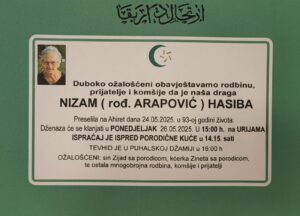 Duboko ožalošćeni obavještavamo rodbinu,
prijatelje i komšije da je naša draga
NIZAM ( rođ. ARAPOVIĆ ) HASIBA
Preselila na Ahiret dana 24.05.2025. u 93-oj godini života.
Dženaza će se klanjati u PONEDJELJAK 26.05.2025. U 15:00 h. na URIJAMA
ISPRAĆAJ JE ISPRED PORODIČNE KUĆE U 14.15. sati
TEVHID JE U PUHALSKOJ DŽAMIJI u 16:00 h
OŽALOŠĆENI: sin Zijad sa porodicom, kćerka Zineta sa porodicom,
te ostala mnogobrojna rodbina, komšije i prijatelji